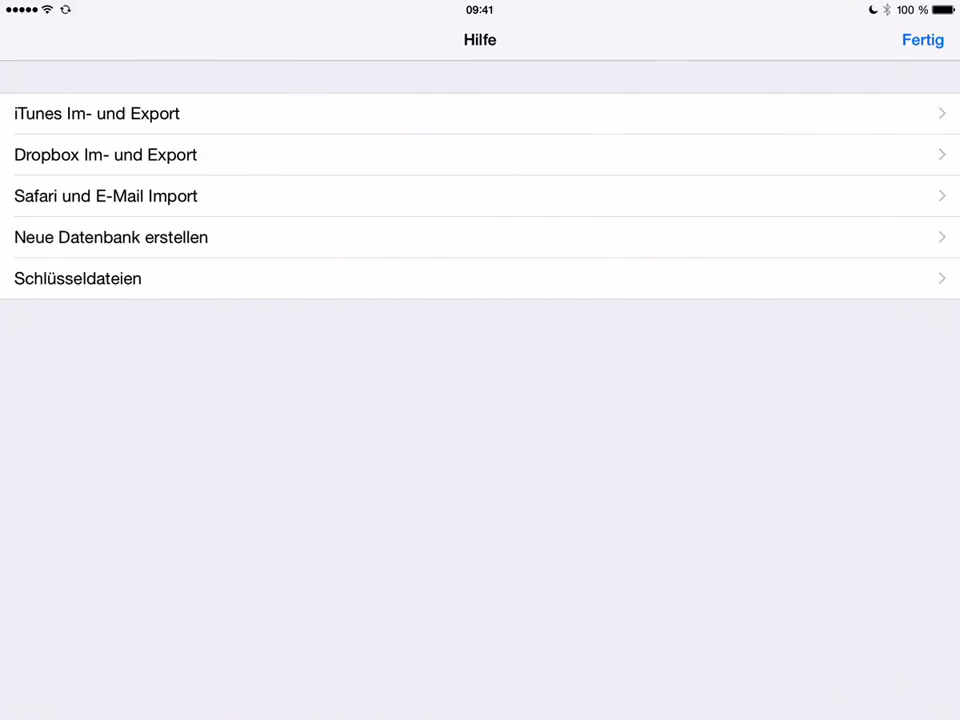 09:41
100 %
Hilfe
Fertig
iTunes Im- und Export
Dropbox Im- und Export
Safari und E-Mail Import
Neue Datenbank erstellen
Schlüsseldateien